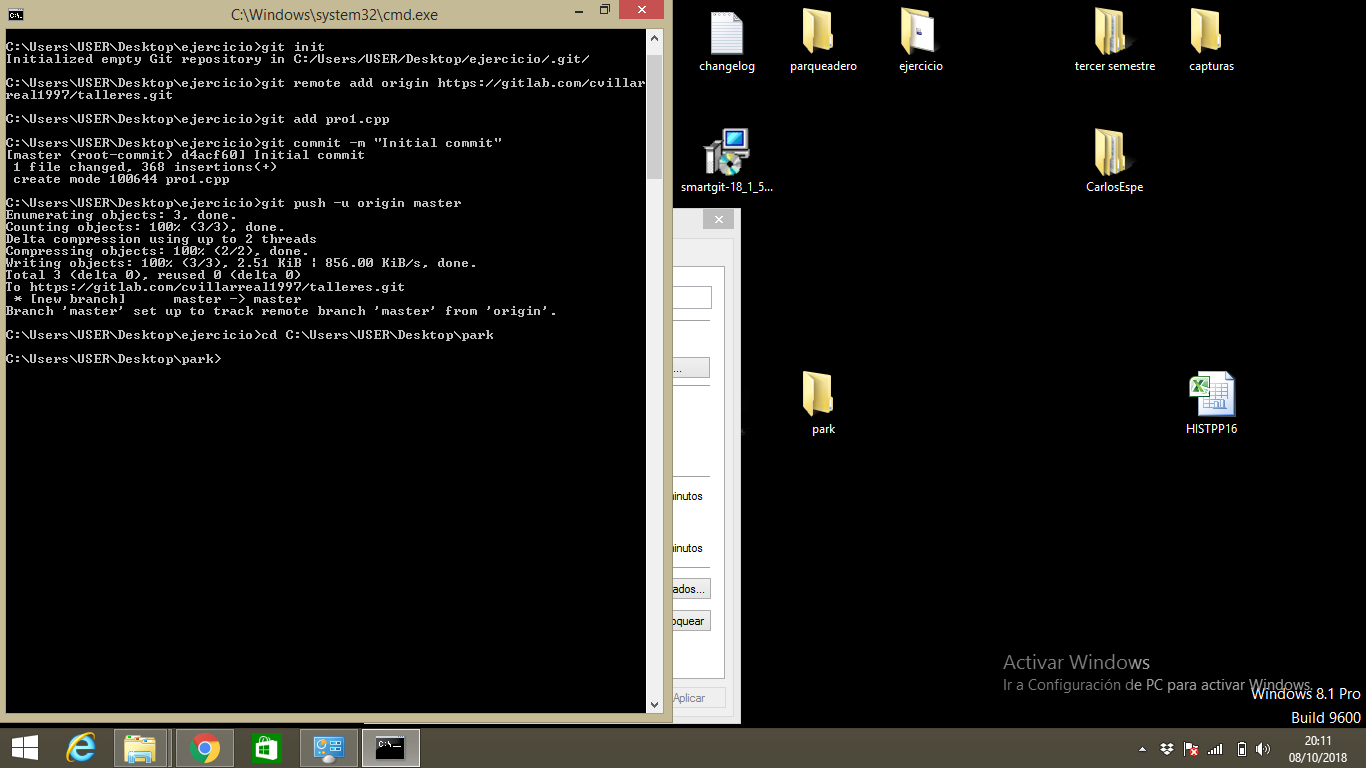 C:\Windows\system32\cmd.exe
C:\Users\USER\Desktop\ejercicio>git init
Initialized empty Git repository in C:/Users/USER/Desktop/ejercicio/.git/
C:\Users\USER\Desktop\ejercicio>git remote add origin https://gitlab.com/cvillar
real1997/talleres.git
C:\Users\USER\Desktop\ejercicio>git add pro1.cpp
C:\Users\USER\Desktop\ejercicio>git commit -m "Initial commit"
[master (root-commit) d4acf60] Initial commit
1 file changed, 368 insertions(+)
create mode 100644 pro1.cpp
C:\Users\USER\Desktop\ejercicio>git push -u origin master
Enumerating objects: 3, done.
Counting objects: 100% (3/3), done.
Delta compression using up to 2 threads
Compressing objects: 100% (2/2), done.
Writing objects: 100% (3/3), 2.51 KiB | 856.00 KiB/s, done.
Total 3 (delta 0), reused 0 (delta 0)
To https://gitlab.com/cvillarreal1997/talleres.git
* [new branch]      master -> master
Branch 'master' set up to track remote branch 'master' from 'origin'.
C:\Users\USER\Desktop\ejercicio>cd C:\Users\USER\Desktop\park
C:\Users\USER\Desktop\park>
changelog
parqueadero
ejercicio
tercer semestre
capturas
smartgit-18_1_5...
CarlosEspe
...
park
HISTPP16
inutos
inutos
ados...
oquear
Aplicar
Activar Windows
Ir a Configuración de PC para activar Windows.
Windows 8.1 Pro
Build 9600
C:\_
20:11
08/10/2018